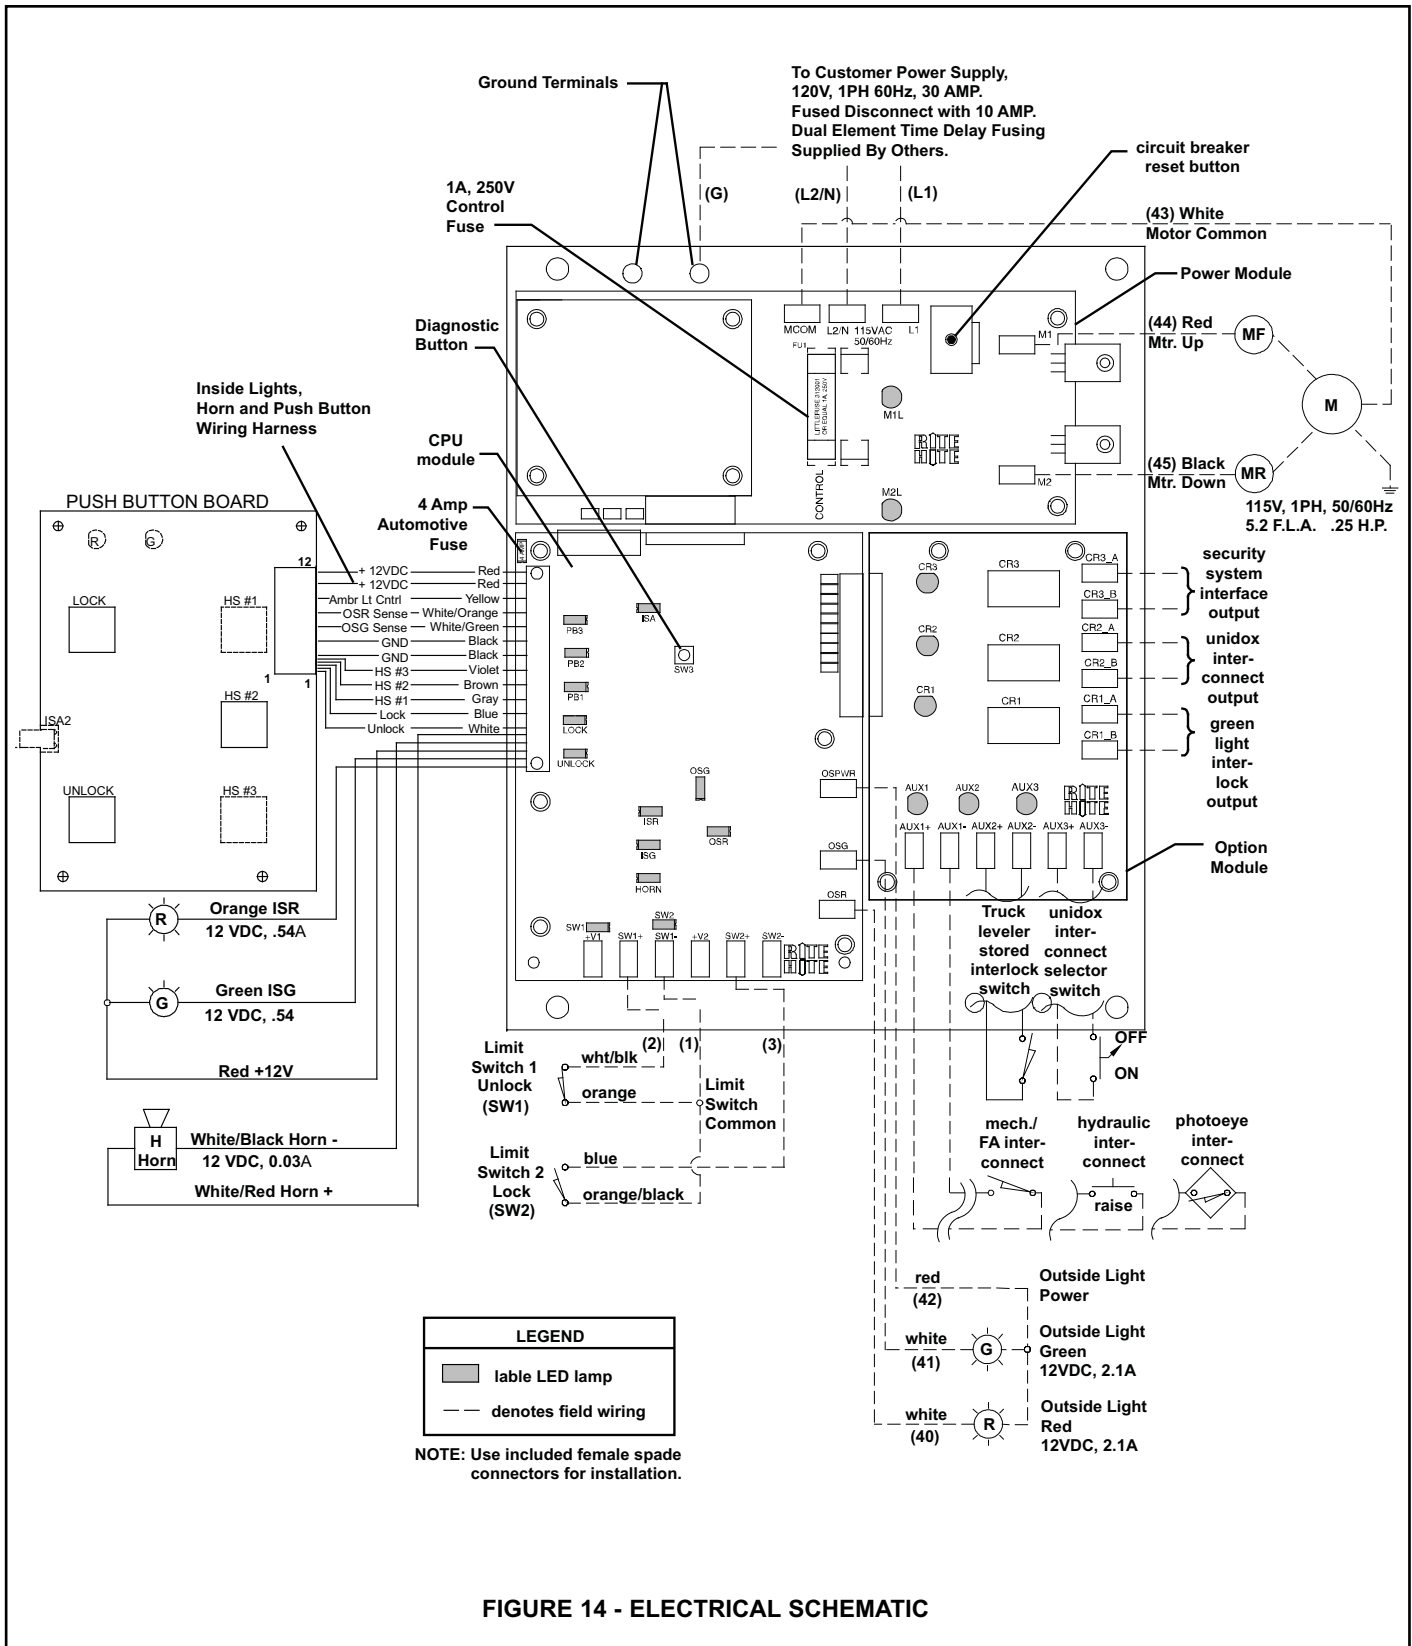 Ground Terminals
To Customer Power Supply,
120V, 1PH 60Hz, 30 AMP.
Fused Disconnect with 10 AMP.
Dual Element Time Delay Fusing
Supplied By Others.
circuit breaker
reset button
1A, 250V
Control
Fuse
(G)
(L2/N)
(L1)
(43) White
Motor Common
Power Module
Diagnostic
Button
MCOM
L2/N
115VAC
50/60Hz
L1
FU1
LITTLEFUSE 312001
OR EQUAL 1A, 250V
CONTROL
M1L
M2L
RITE
HITE
M1
M2
(44) Red
Mtr. Up
MF
M
(45) Black
Mtr. Down
MR
115V, 1PH, 50/60Hz
5.2 F.L.A. .25 H.P.
Inside Lights,
Horn and Push Button
Wiring Harness
CPU
module
4 Amp
Automotive
Fuse
4 AMP
PUSH BUTTON BOARD
R
G
12
1
1
LOCK
HS #1
HS #2
ISA2
UNLOCK
HS #3
+ 12VDC Red
+ 12VDC Red
Ambr Lt Cntrl Yellow
OSR Sense White/Orange
OSG Sense White/Green
GND Black
GND Black
HS #3 Violet
HS #2 Brown
HS #1 Gray
Lock Blue
Unlock White
PB3
PB2
PB1
LOCK
UNLOCK
ISA
SW3
OSG
ISR
OSR
ISG
HORN
SW1
SW2
+V1
SW1+
SW1-
+V2
SW2+
SW2-
RITE
HITE
OSPWR
OSG
OSR
CR3
CR3
CR3_A
CR3_B
CR2
CR2
CR2_A
CR2_B
CR1
CR1
CR1_A
CR1_B
security
system
interface
output
unidox
inter-
connect
output
green
light
inter-
lock
output
AUX1
AUX2
AUX3
RITE
HITE
AUX1+
AUX1-
AUX2+
AUX2-
AUX3+
AUX3-
Option
Module
Truck
leveler
stored
interlock
switch
unidox
inter-
connect
selector
switch
OFF
ON
R
Orange ISR
12 VDC, .54A
G
Green ISG
12 VDC, .54
Red +12V
H
Horn
White/Black Horn -
12 VDC, 0.03A
White/Red Horn +
(2)
(1)
(3)
Limit
Switch 1
Unlock
(SW1)
wht/blk
orange
Limit
Switch
Common
Limit
Switch 2
Lock
(SW2)
blue
orange/black
mech./
FA inter-
connect
hydraulic
inter-
connect
raise
photoeye
inter-
connect
red
(42)
Outside Light
Power
white
(41)
G
Outside Light
Green
12VDC, 2.1A
white
(40)
R
Outside Light
Red
12VDC, 2.1A
LEGEND
lable LED lamp
denotes field wiring
NOTE: Use included female spade
connectors for installation.
FIGURE 14 - ELECTRICAL SCHEMATIC